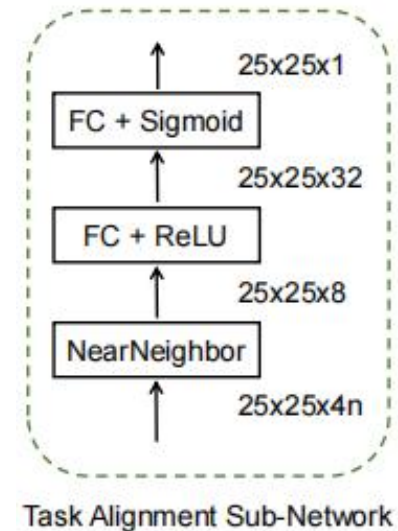 25x25x1
FC + Sigmoid
25x25x32
FC + ReLU
25x25x8
NearNeighbor
25x25x4n
Task Alignment Sub-Network